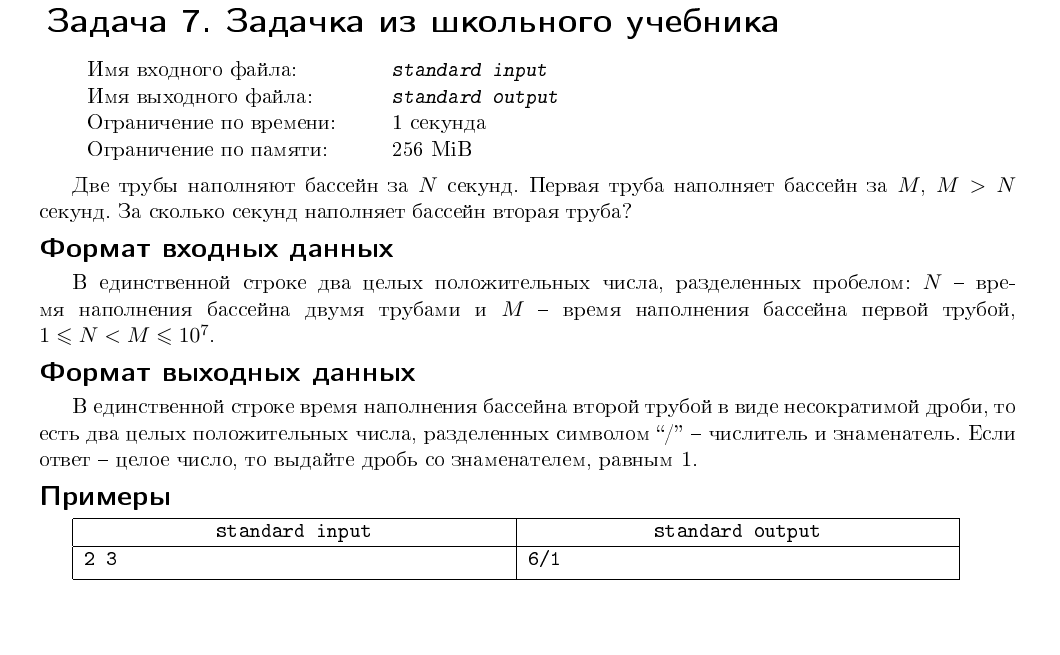 Задача 7. Задачка из школьного учебника
Имя входного файла: standard input
Имя выходного файла: standard output
Ограничение по времени: 1 секунда
Ограничение по памяти: 256 MiB
Две трубы наполняют бассейн за N секунд. Первая труба наполняет бассейн за M, M > N
секунд. За сколько секунд наполняет бассейн вторая труба?
Формат входных данных
В единственной строке два целых положительных числа, разделенных пробелом: N – вре-
мя наполнения бассейна двумя трубами и M – время наполнения бассейна первой трубой,
1 ⩽ N < M ⩽ 10⁷.
Формат выходных данных
В единственной строке время наполнения бассейна второй трубой в виде несократимой дроби, то
есть два целых положительных числа, разделенных символом “/” – числитель и знаменатель. Если
ответ – целое число, то выдайте дробь со знаменателем, равным 1.
Примеры
standard input standard output
2 3 6/1